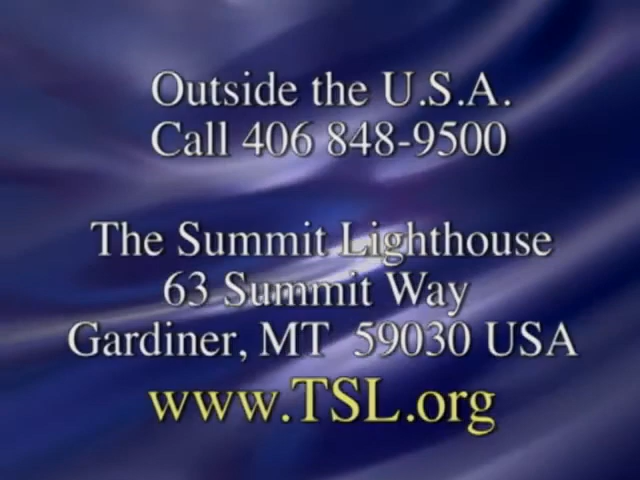 Outside the U.S.A.
Call 406 848-9500
The Summit Lighthouse
63 Summit Way
Gardiner, MT  59030 USA
www.TSL.org